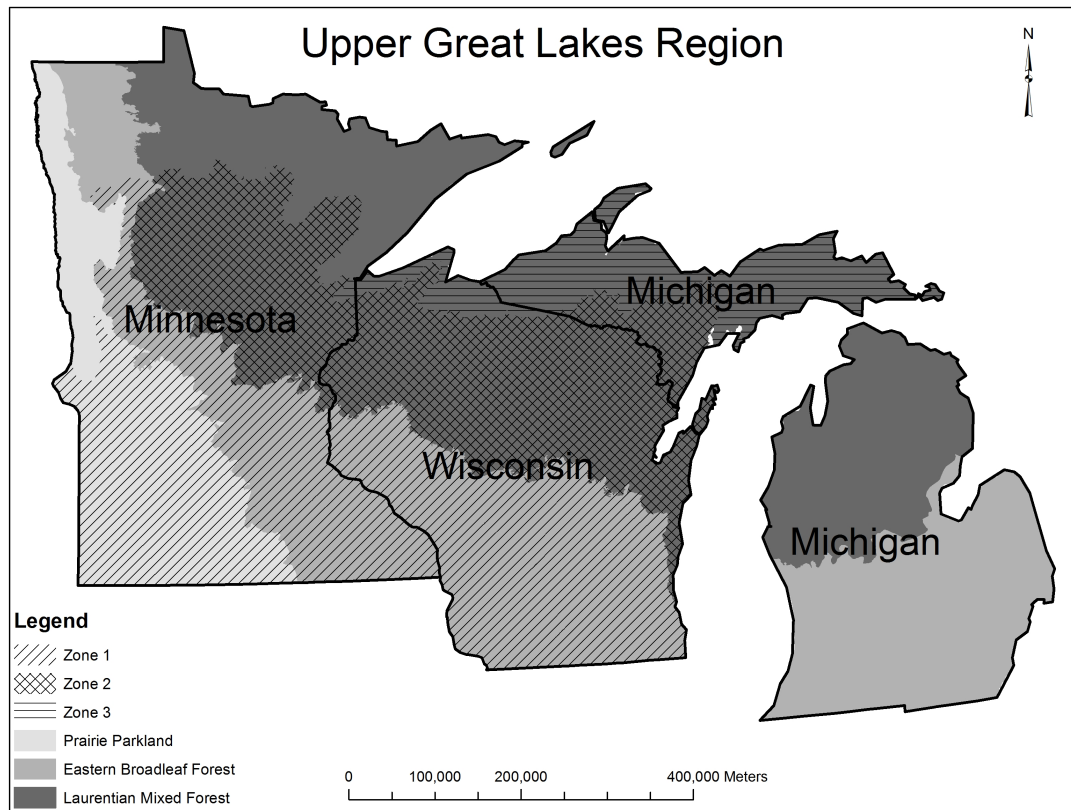 Upper Great Lakes Region
N
Michigan
Minnesota
Wisconsin
Michigan
Legend
Zone 1
Zone 2
Zone 3
Prairie Parkland
Eastern Broadleaf Forest
Laurentian Mixed Forest
0 100,000 200,000 400,000 Meters